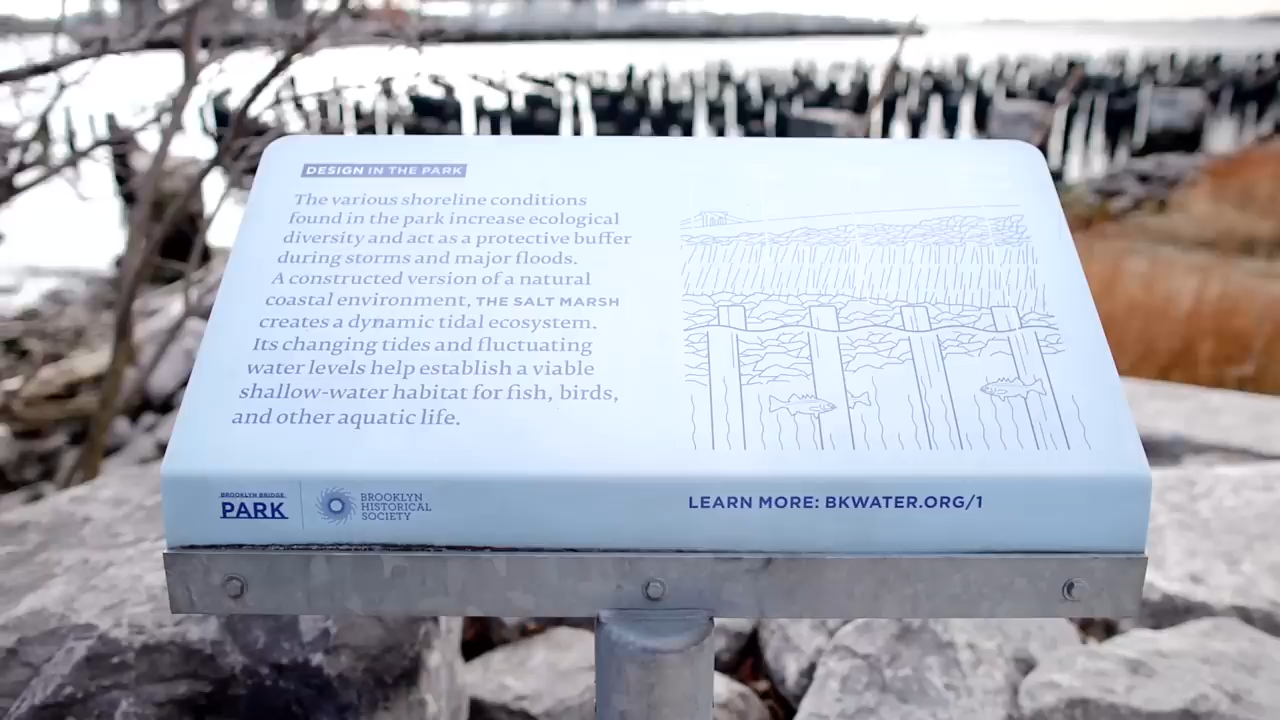 DESIGN IN THE PARK
The various shoreline conditions
found in the park increase ecological
diversity and act as a protective buffer
during storms and major floods.
A constructed version of a natural
coastal environment, THE SALT MARSH
creates a dynamic tidal ecosystem.
Its changing tides and fluctuating
water levels help establish a viable
shallow-water habitat for fish, birds,
and other aquatic life.
BROOKLYN BRIDGE
PARK
BROOKLYN
HISTORICAL
SOCIETY
LEARN MORE: BKWATER.ORG/1